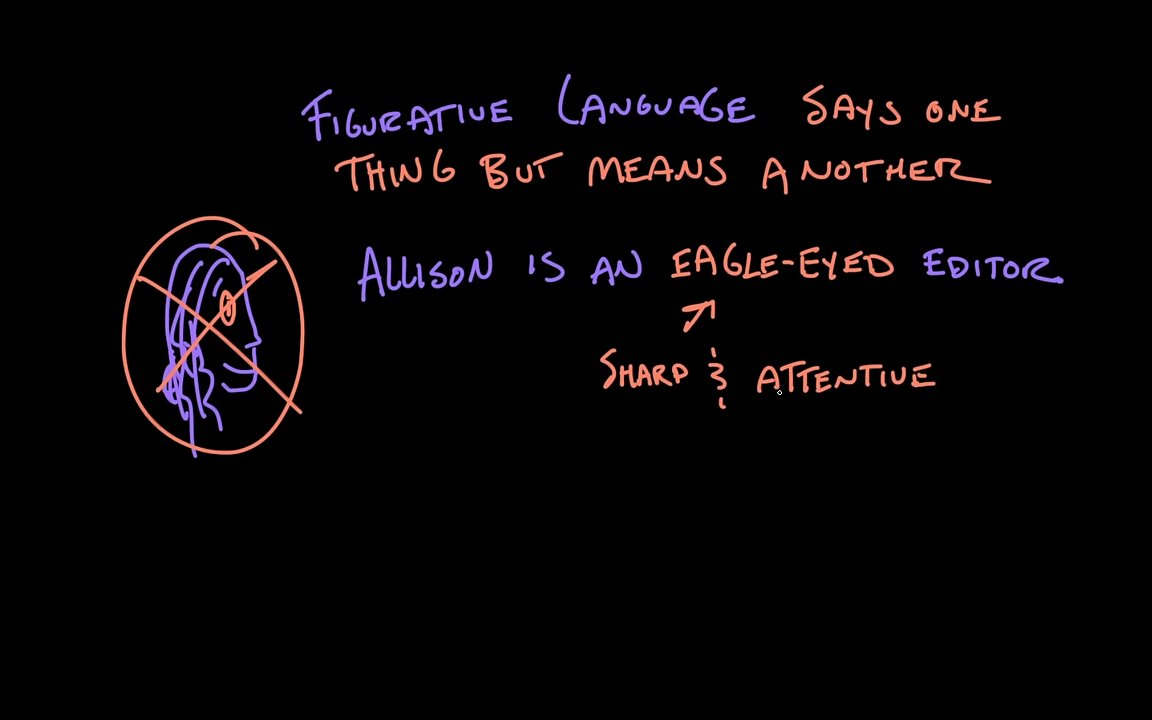 FIGURATIVE LANGUAGE SAYS ONE
THING BUT MEANS ANOTHER
ALLISON IS AN EAGLE-EYED EDITOR
SHARP & ATTENTIVE